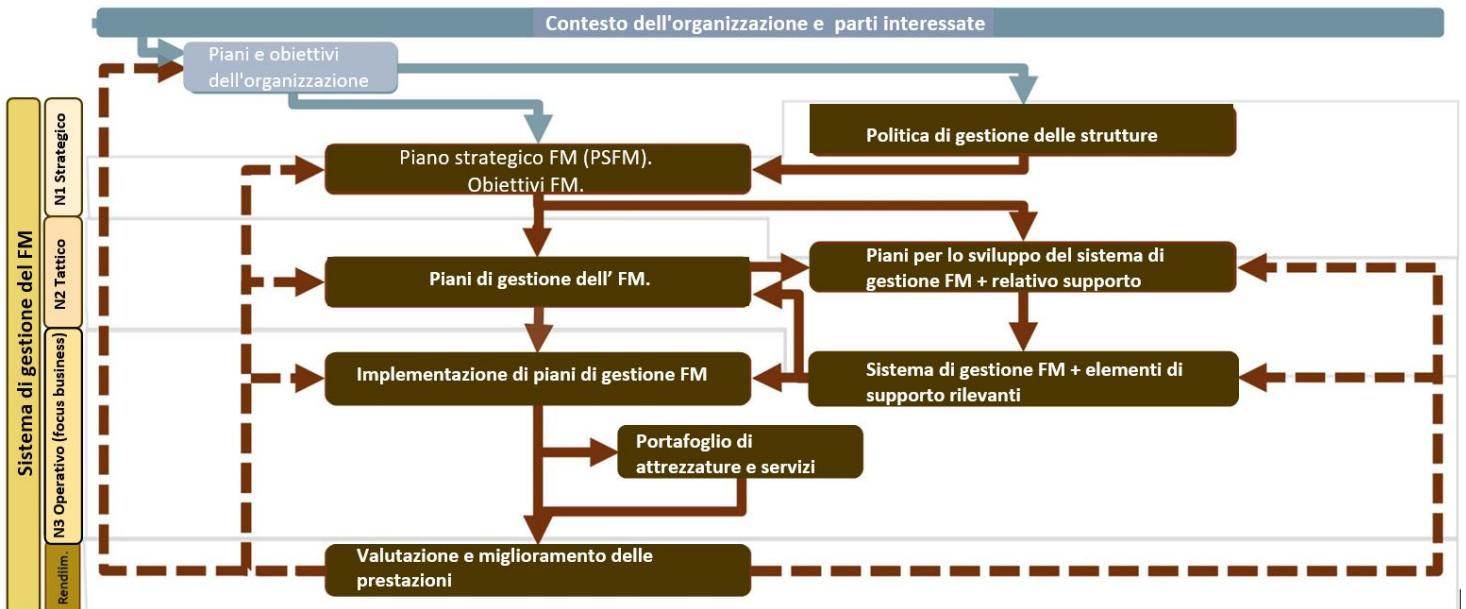 Contesto dell'organizzazione e parti interessate
Piani e obiettivi
dell'organizzazione
Politica di gestione delle strutture
Piano strategico FM (PSFM).
Obiettivi FM.
Piani di gestione dell' FM.
Piani per lo sviluppo del sistema di
gestione FM + relativo supporto
Implementazione di piani di gestione FM
Sistema di gestione FM + elementi di
supporto rilevanti
Portafoglio di
attrezzature e servizi
Valutazione e miglioramento delle
prestazioni
Sistema di gestione del FM
N1 Strategico
N2 Tattico
N3 Operativo (focus business)
Rendiim.